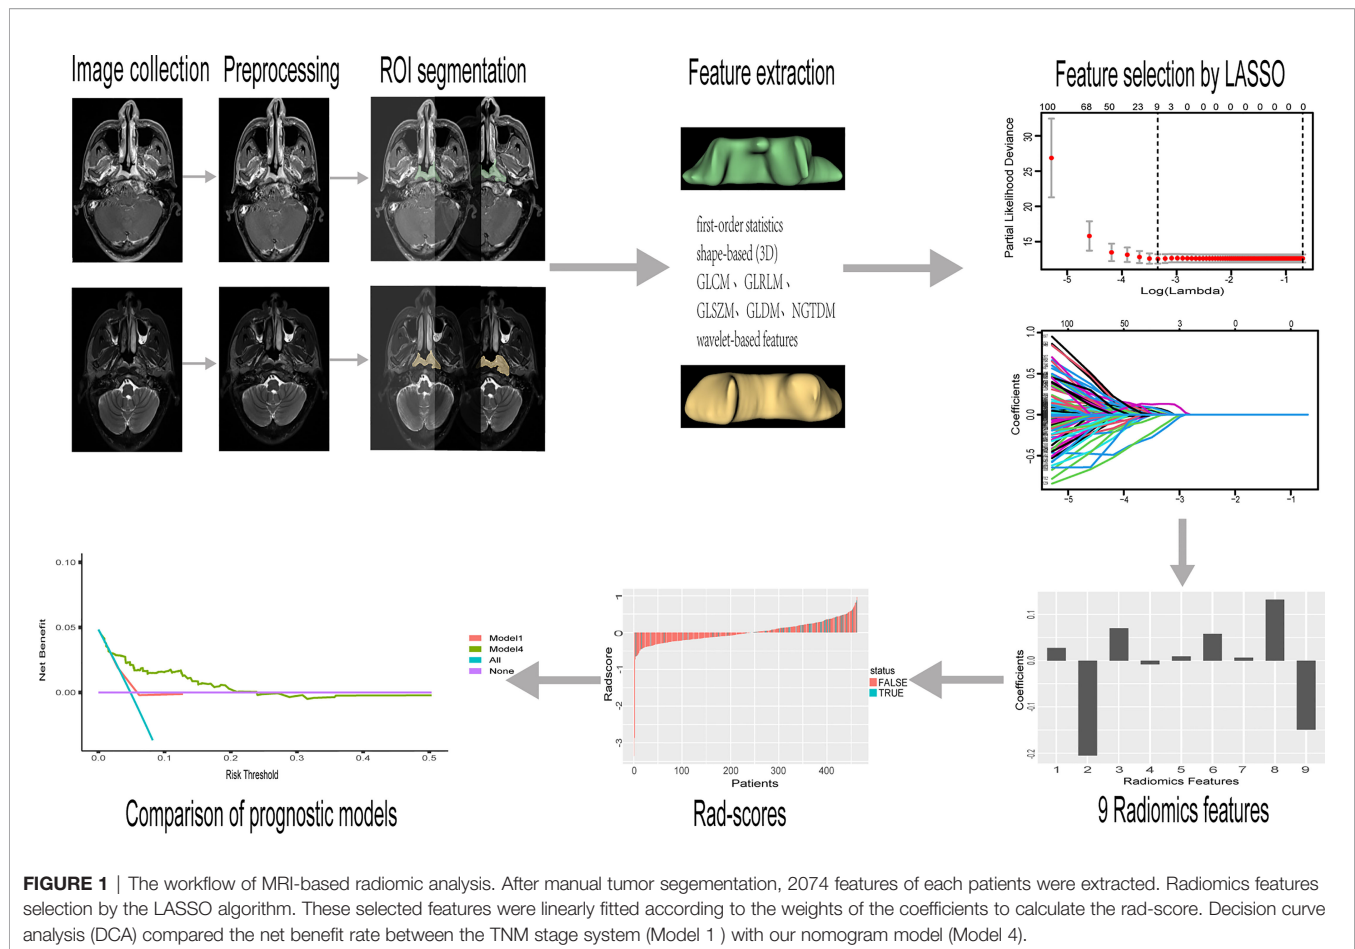 Image collection
Preprocessing
ROI segmentation
Feature extraction
Feature selection by LASSO
first-order statistics
shape-based (3D)
GLCM、GLRLM、
GLSZM、GLDM、NGTDM
wavelet-based features
100 68 50 23 9 3 0 0 0 0 0 0 0 0 0
Partial Likelihood Deviance
30
25
20
15
-5 -4 -3 -2 -1
Log(Lambda)
100 50 3 0 0
Coefficients
1.0
0.5
0.0
-0.5
-5 -4 -3 -2 -1
Net Benefit
0.10
0.05
0.00
0.0 0.1 0.2 0.3 0.4 0.5
Risk Threshold
Model1
Model4
All
None
Comparison of prognostic models
Radscore
1
0
-1
-2
-3
0 100 200 300 400
Patients
status
FALSE
TRUE
Rad-scores
Coefficients
0.1
0.0
-0.1
-0.2
1 2 3 4 5 6 7 8 9
Radiomics Features
9 Radiomics features
FIGURE 1 | The workflow of MRI-based radiomic analysis. After manual tumor segementation, 2074 features of each patients were extracted. Radiomics features
selection by the LASSO algorithm. These selected features were linearly fitted according to the weights of the coefficients to calculate the rad-score. Decision curve
analysis (DCA) compared the net benefit rate between the TNM stage system (Model 1 ) with our nomogram model (Model 4).